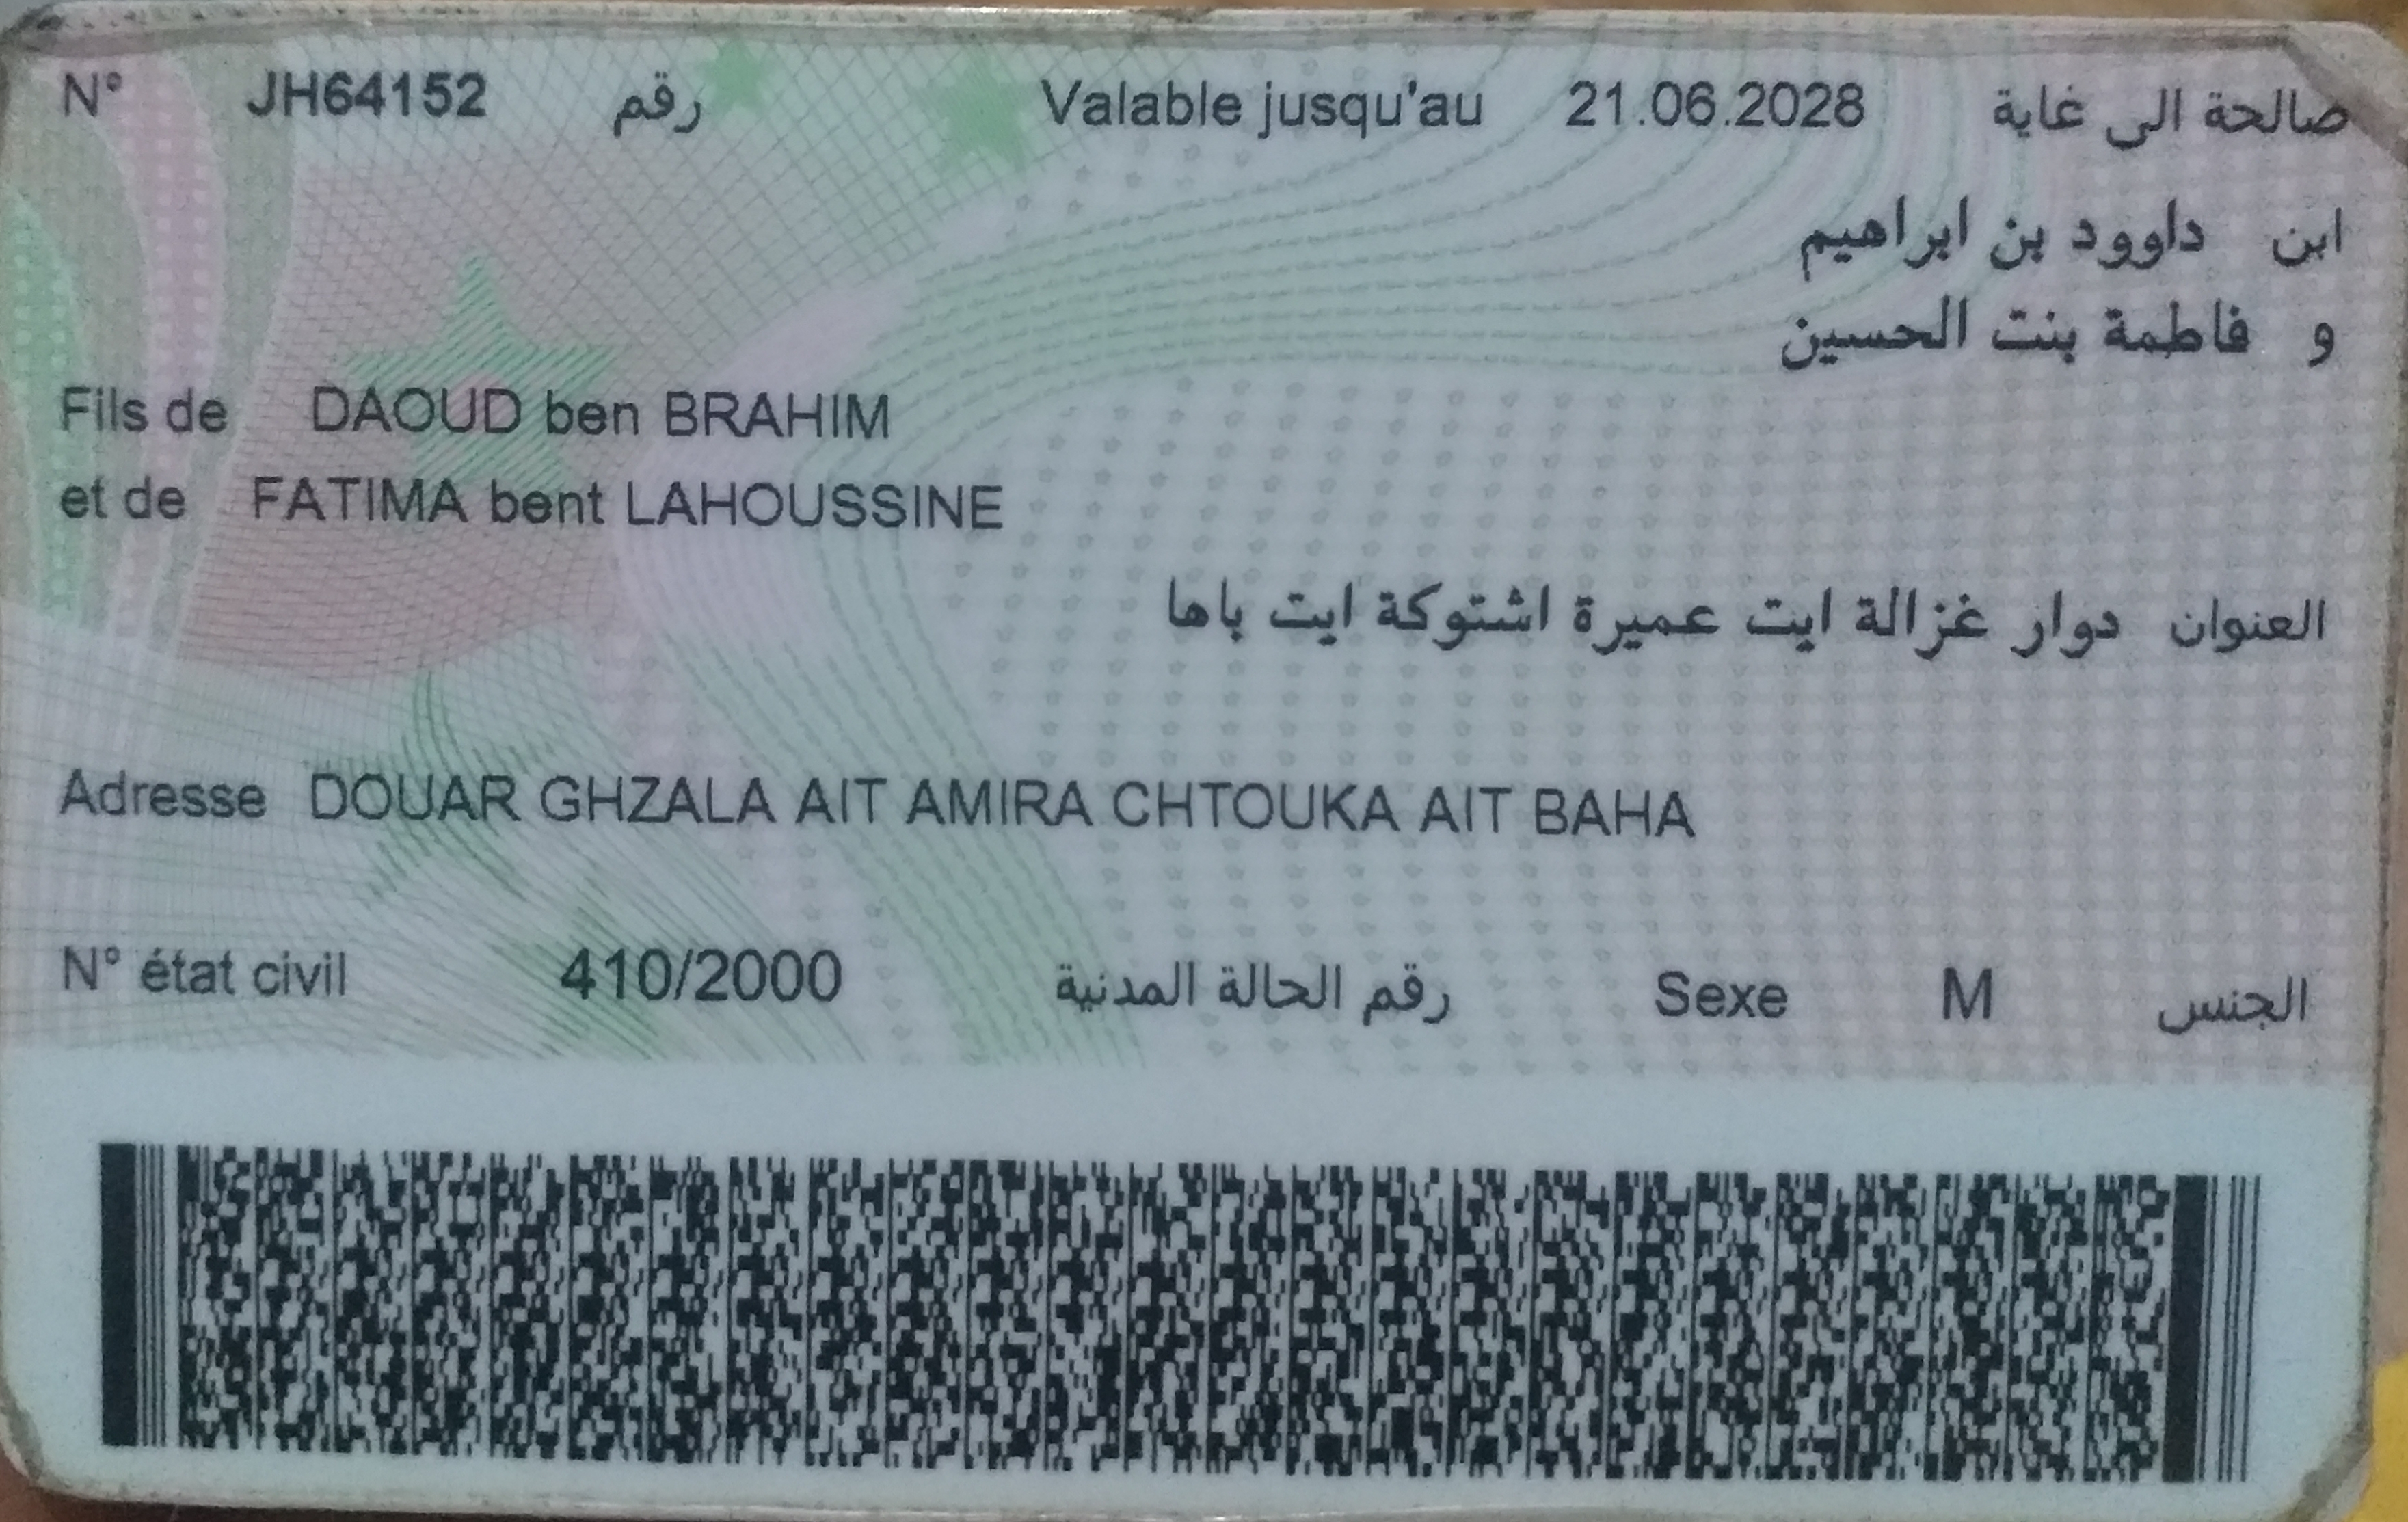 N° JH64152 رقم Valable jusqu'au 21.06.2028 صالحة الى غاية
ابن داوود بن ابراهيم
و فاطمة بنت الحسين
Fils de DAOUD ben BRAHIM
et de FATIMA bent LAHOUSSINE
العنوان دوار غزالة ايت عميرة اشتوكة ايت باها
Adresse DOUAR GHZALA AIT AMIRA CHTOUKA AIT BAHA
N° état civil 410/2000 رقم الحالة المدنية Sexe M الجنس